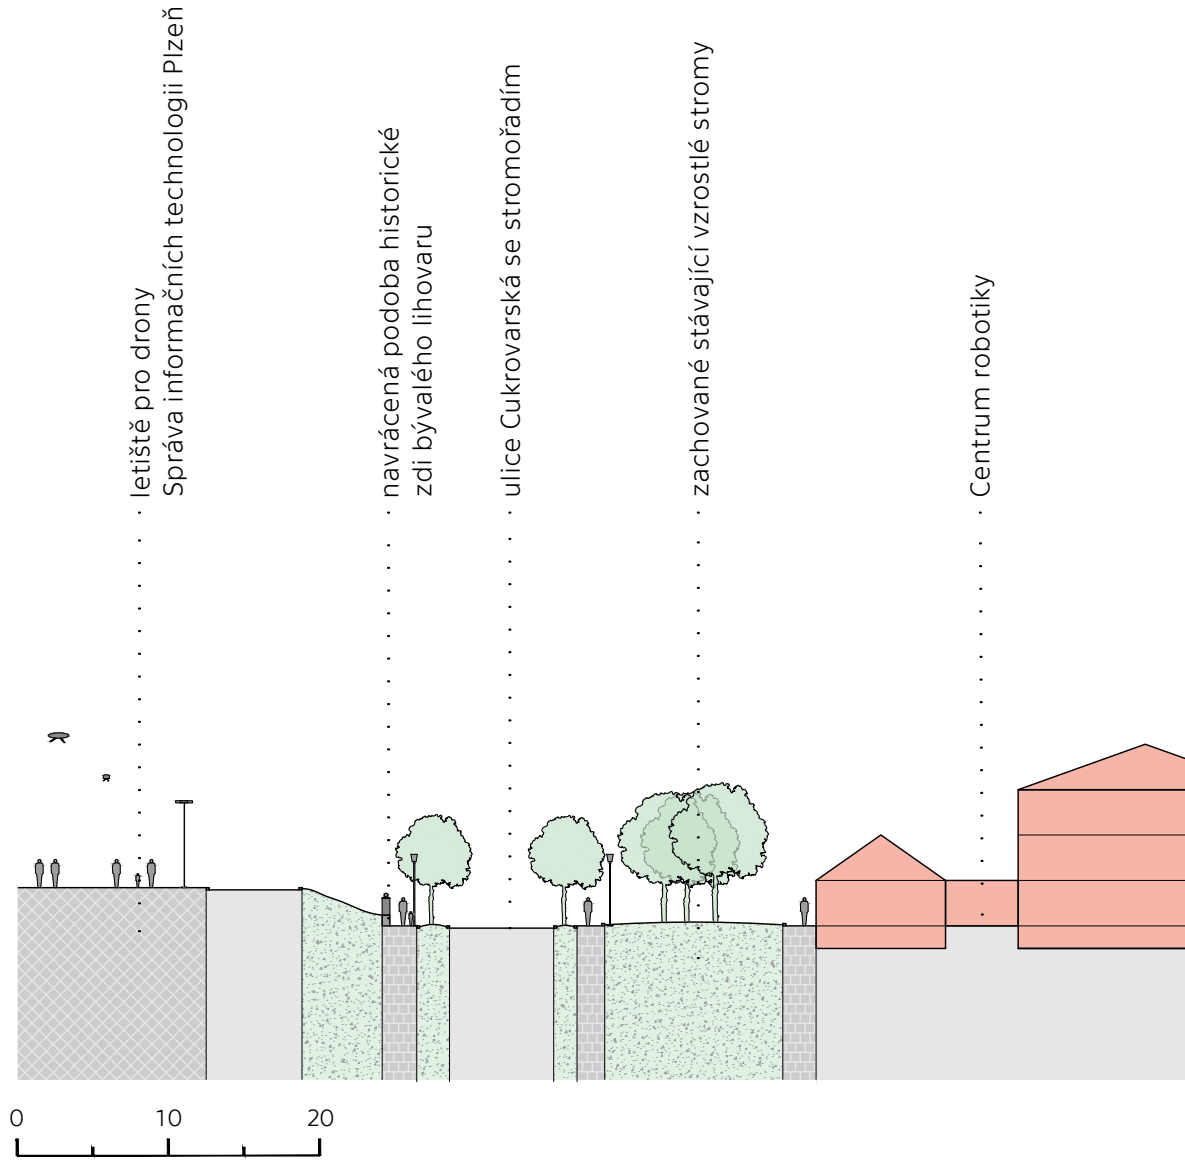 letiště pro drony
Správa informačních technologii Plzeň
navrácená podoba historické
zdi bývalého lihovaru
ulice Cukrovarská se stromořadím
zachované stávající vzrostlé stromy
Centrum robotiky
0 10 20